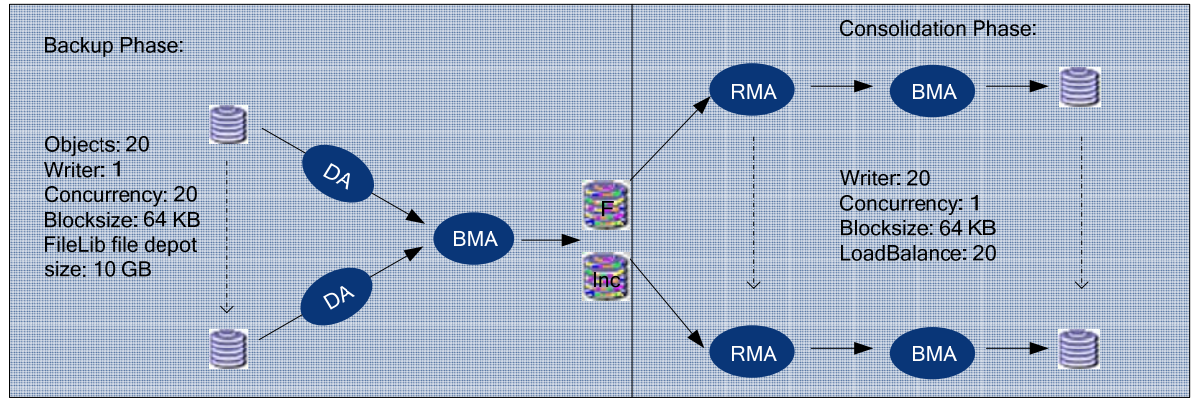 Backup Phase:
Objects: 20
Writer: 1
Concurrency: 20
Blocksize: 64 KB
FileLib file depot
size: 10 GB
DA
DA
BMA
F
Inc
Consolidation Phase:
RMA
BMA
Writer: 20
Concurrency: 1
Blocksize: 64 KB
LoadBalance: 20
RMA
BMA